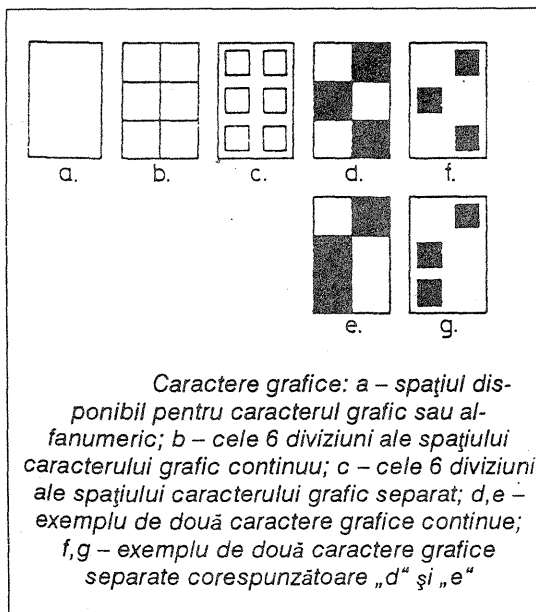 a. b. c. d. f.
e. g.
Caractere grafice: a – spaţiul dis-
ponibil pentru caracterul grafic sau al-
fanumeric; b – cele 6 diviziuni ale spaţiului
caracterului grafic continuu; c – cele 6 diviziuni
ale spaţiului caracterului grafic separat; d,e –
exemplu de două caractere grafice continue;
f,g – exemplu de două caractere grafice
separate corespunzătoare „d“ şi „e“